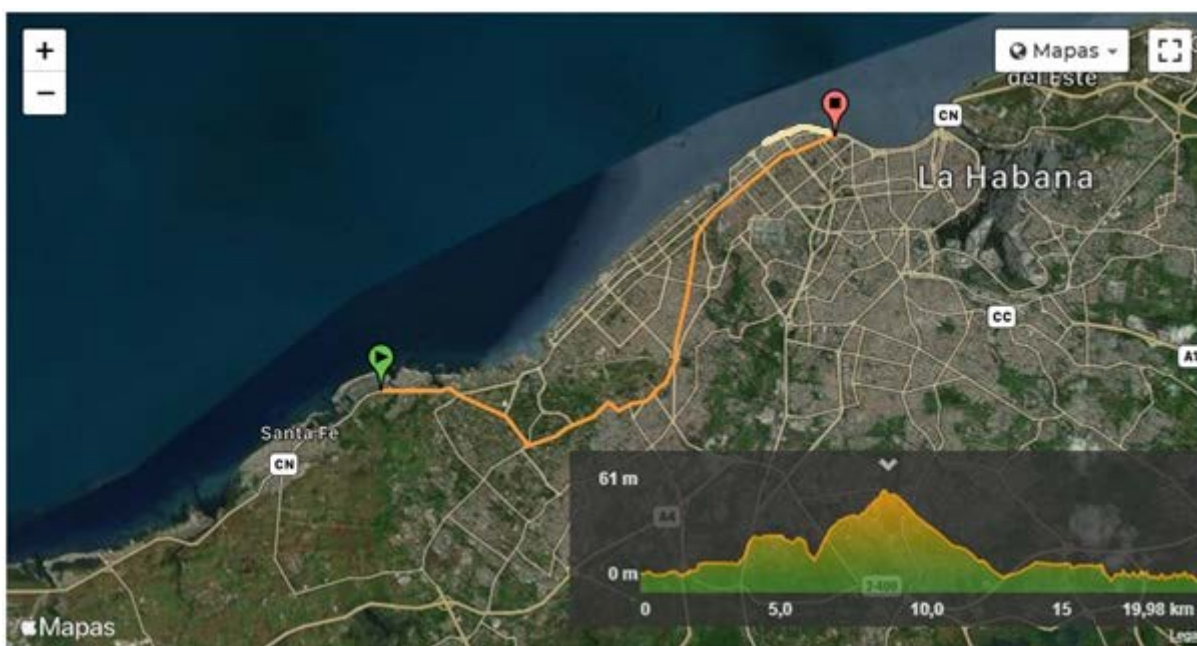 +
Mapas
−
del Este
CN
La Habana
CC
A1
Santa Fe
CN
61 m
A4
0 m
0 5,0 10,0 15 19,98 km
Mapas
Legal